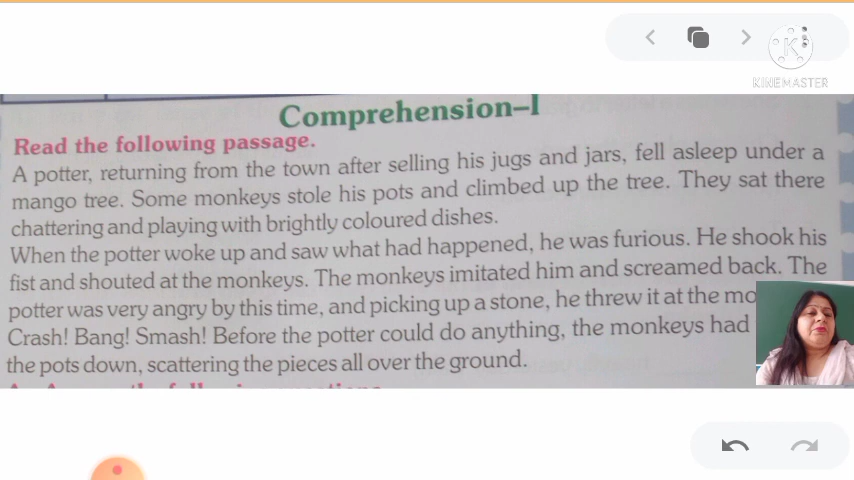 KINEMASTER
Comprehension–I
Read the following passage.
A potter, returning from the town after selling his jugs and jars, fell asleep under a
mango tree. Some monkeys stole his pots and climbed up the tree. They sat there
chattering and playing with brightly coloured dishes.
When the potter woke up and saw what had happened, he was furious. He shook his
fist and shouted at the monkeys. The monkeys imitated him and screamed back. The
potter was very angry by this time, and picking up a stone, he threw it at the
Crash! Bang! Smash! Before the potter could do anything, the monkeys had
the pots down, scattering the pieces all over the ground.